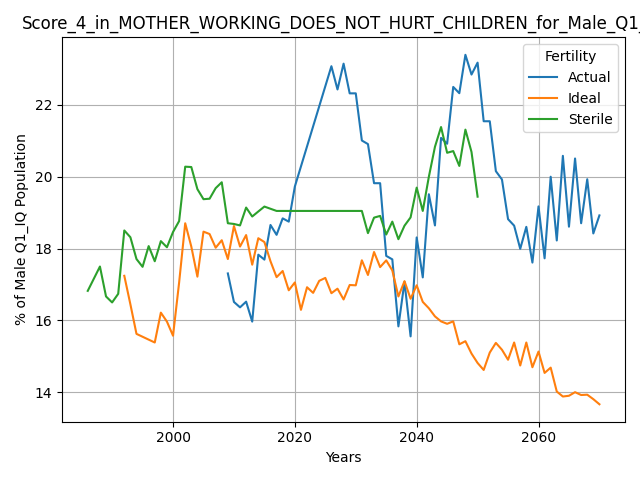 Score_4_in_MOTHER_WORKING_DOES_NOT_HURT_CHILDREN_for_Male_Q1_
Fertility
Actual
Ideal
Sterile
% of Male Q1_IQ Population
22
20
18
16
14
2000 2020 2040 2060
Years